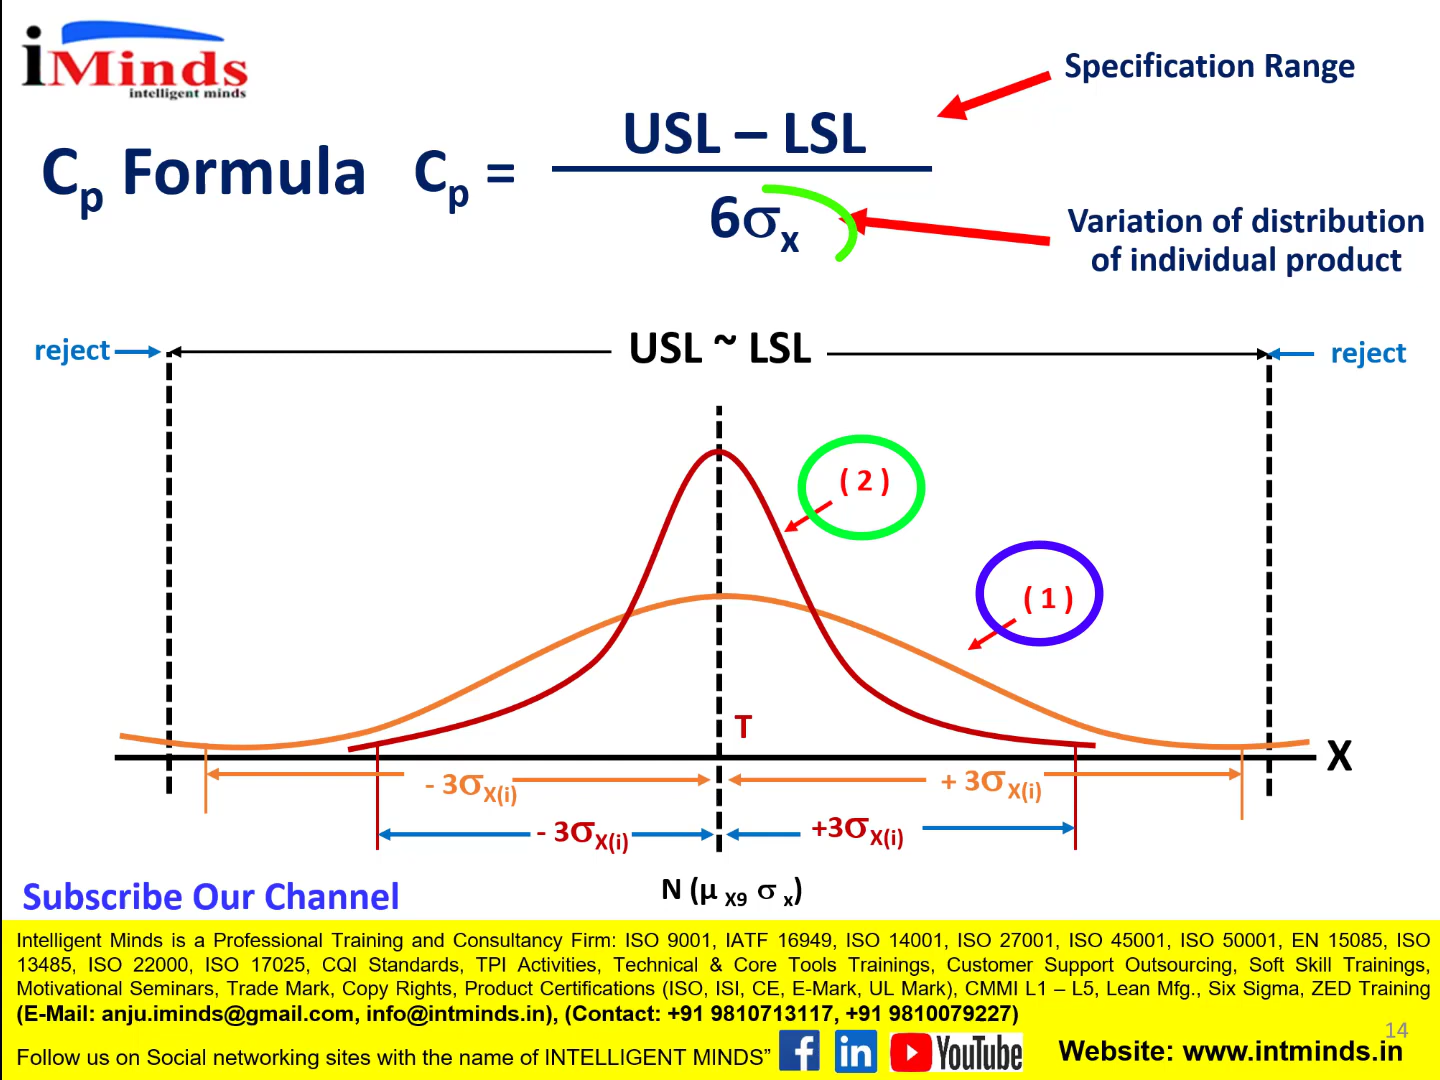 iMinds
intelligent minds
Specification Range
Cp Formula Cp = USL – LSL
6σx
Variation of distribution
of individual product
reject USL ~ LSL reject
( 2 )
( 1 )
T
X
- 3σX(i) + 3σX(i)
- 3σX(i) +3σX(i)
N (μ X9 σ x)
Subscribe Our Channel
Intelligent Minds is a Professional Training and Consultancy Firm: ISO 9001, IATF 16949, ISO 14001, ISO 27001, ISO 45001, ISO 50001, EN 15085, ISO
13485, ISO 22000, ISO 17025, CQI Standards, TPI Activities, Technical & Core Tools Trainings, Customer Support Outsourcing, Soft Skill Trainings,
Motivational Seminars, Trade Mark, Copy Rights, Product Certifications (ISO, ISI, CE, E-Mark, UL Mark), CMMI L1 – L5, Lean Mfg., Six Sigma, ZED Training
(E-Mail: anju.iminds@gmail.com, info@intminds.in), (Contact: +91 9810713117, +91 9810079227)
14
Follow us on Social networking sites with the name of INTELLIGENT MINDS” f in YouTube Website: www.intminds.in